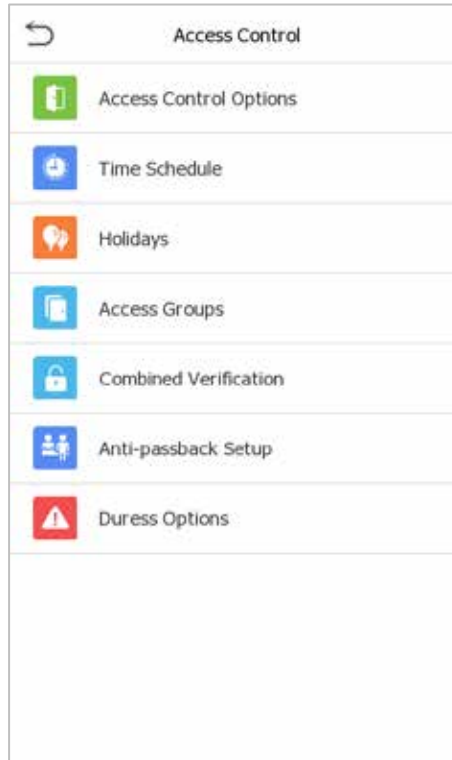 Access Control
Access Control Options
Time Schedule
Holidays
Access Groups
Combined Verification
Anti-passback Setup
Duress Options